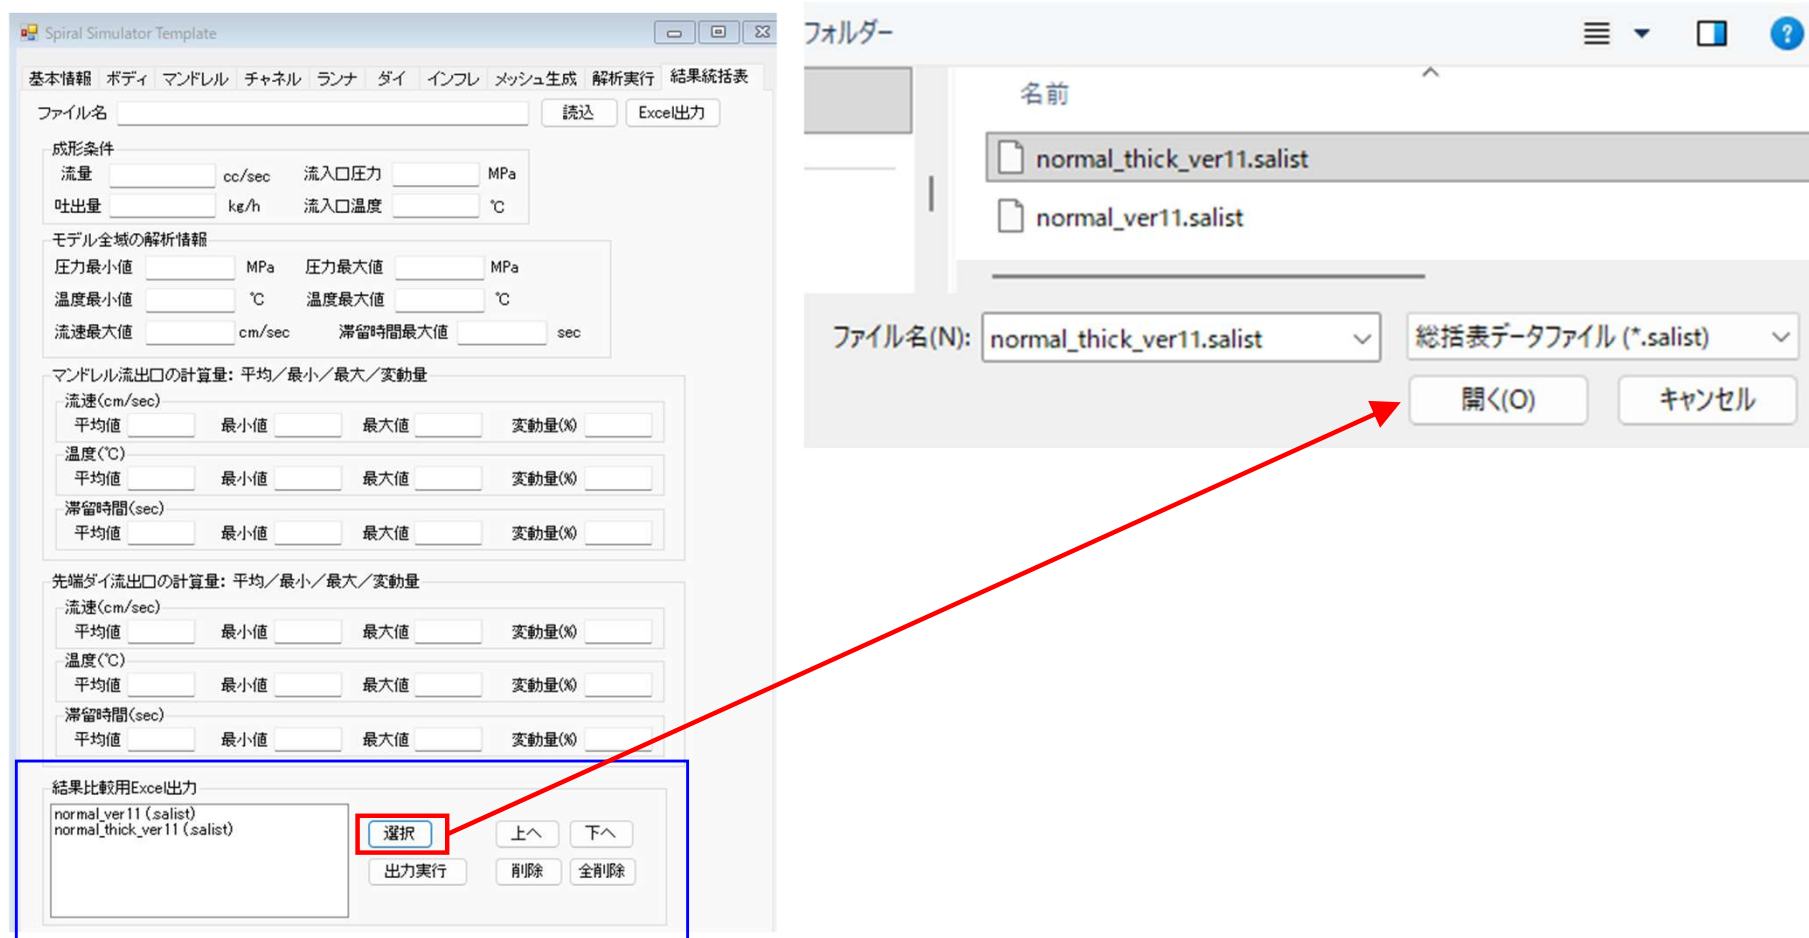 Spiral Simulator Template
基本情報 ボディ マンドレル チャネル ランナ ダイ インフレ メッシュ生成 解析実行 結果統括表
ファイル名 読込 Excel出力
成形条件
流量 cc/sec 流入口圧力 MPa
吐出量 kg/h 流入口温度 ℃
モデル全域の解析情報
圧力最小値 MPa 圧力最大値 MPa
温度最小値 ℃ 温度最大値 ℃
流速最大値 cm/sec 滞留時間最大値 sec
マンドレル流出口の計算量: 平均／最小／最大／変動量
流速(cm/sec)
平均値 最小値 最大値 変動量(%)
温度(℃)
平均値 最小値 最大値 変動量(%)
滞留時間(sec)
平均値 最小値 最大値 変動量(%)
先端ダイ流出口の計算量: 平均／最小／最大／変動量
流速(cm/sec)
平均値 最小値 最大値 変動量(%)
温度(℃)
平均値 最小値 最大値 変動量(%)
滞留時間(sec)
平均値 最小値 最大値 変動量(%)
結果比較用Excel出力
normal_ver11 (.salist)
normal_thick_ver11 (.salist)
選択 上へ 下へ
出力実行 削除 全削除
フォルダー
?
名前
normal_thick_ver11.salist
normal_ver11.salist
ファイル名(N): normal_thick_ver11.salist 総括表データファイル (*.salist)
開く(O) キャンセル